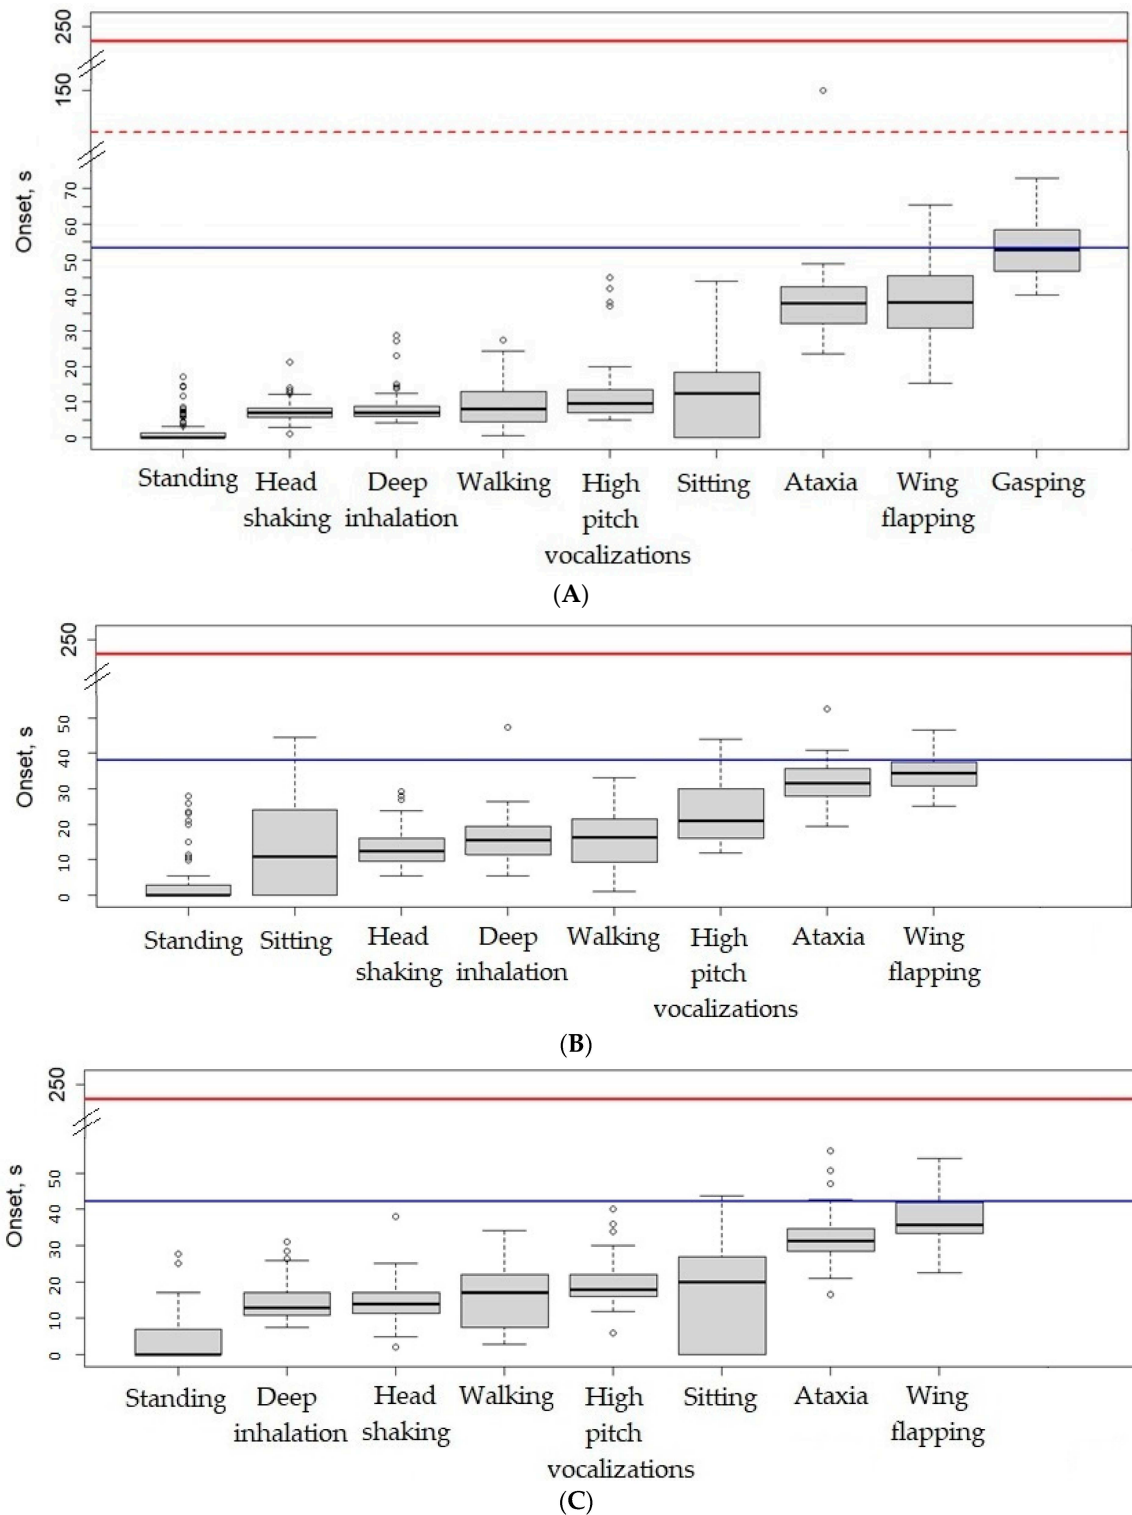 250
150
70
60
50
40
30
20
10
0
Onset, s
Standing Head Deep Walking High Sitting Ataxia Wing Gasping
shaking inhalation pitch flapping
vocalizations
(A)
250
50
40
30
20
10
0
Onset, s
Standing Sitting Head Deep Walking High Ataxia Wing
shaking inhalation pitch flapping
vocalizations
(B)
250
50
40
30
20
10
0
Onset, s
Standing Deep Head Walking High Sitting Ataxia Wing
inhalation shaking pitch flapping
vocalizations
(C)